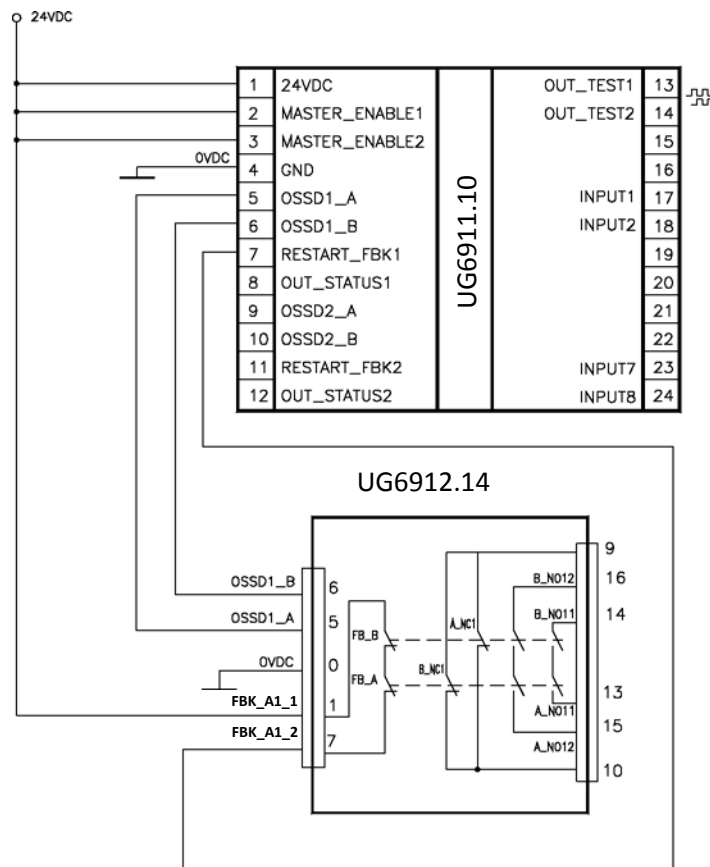 24VDC
1 24VDC OUT_TEST1 13
2 MASTER_ENABLE1 OUT_TEST2 14
3 MASTER_ENABLE2 15
0VDC
4 GND 16
5 OSSD1_A INPUT1 17
6 OSSD1_B INPUT2 18
7 RESTART_FBK1 19
8 OUT_STATUS1 20
9 OSSD2_A 21
10 OSSD2_B 22
11 RESTART_FBK2 INPUT7 23
12 OUT_STATUS2 INPUT8 24
UG6911.10
UG6912.14
9
OSSD1_B 6 B_NO12 16
OSSD1_A 5 B_NO11 14
FB_B A_NC1
0VDC 0
FB_A B_NC1
FBK_A1_1 1 13
A_NO11
FBK_A1_2 7 15
A_NO12
10